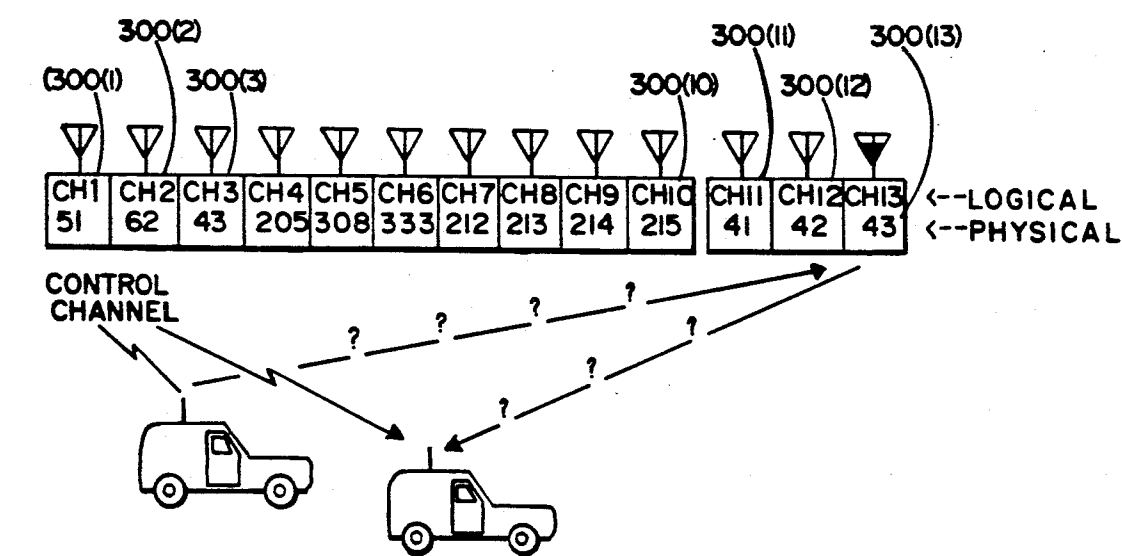 300(2)
300(11)
300(13)
(300(1)
300(3)
300(10)
300(12)
CH1 CH2 CH3 CH4 CH5 CH6 CH7 CH8 CH9 CH10 CH11 CH12 CH13 <--LOGICAL
51 62 43 205 308 333 212 213 214 215 41 42 43 <--PHYSICAL
CONTROL
CHANNEL
? ? ? ?
? ? ?